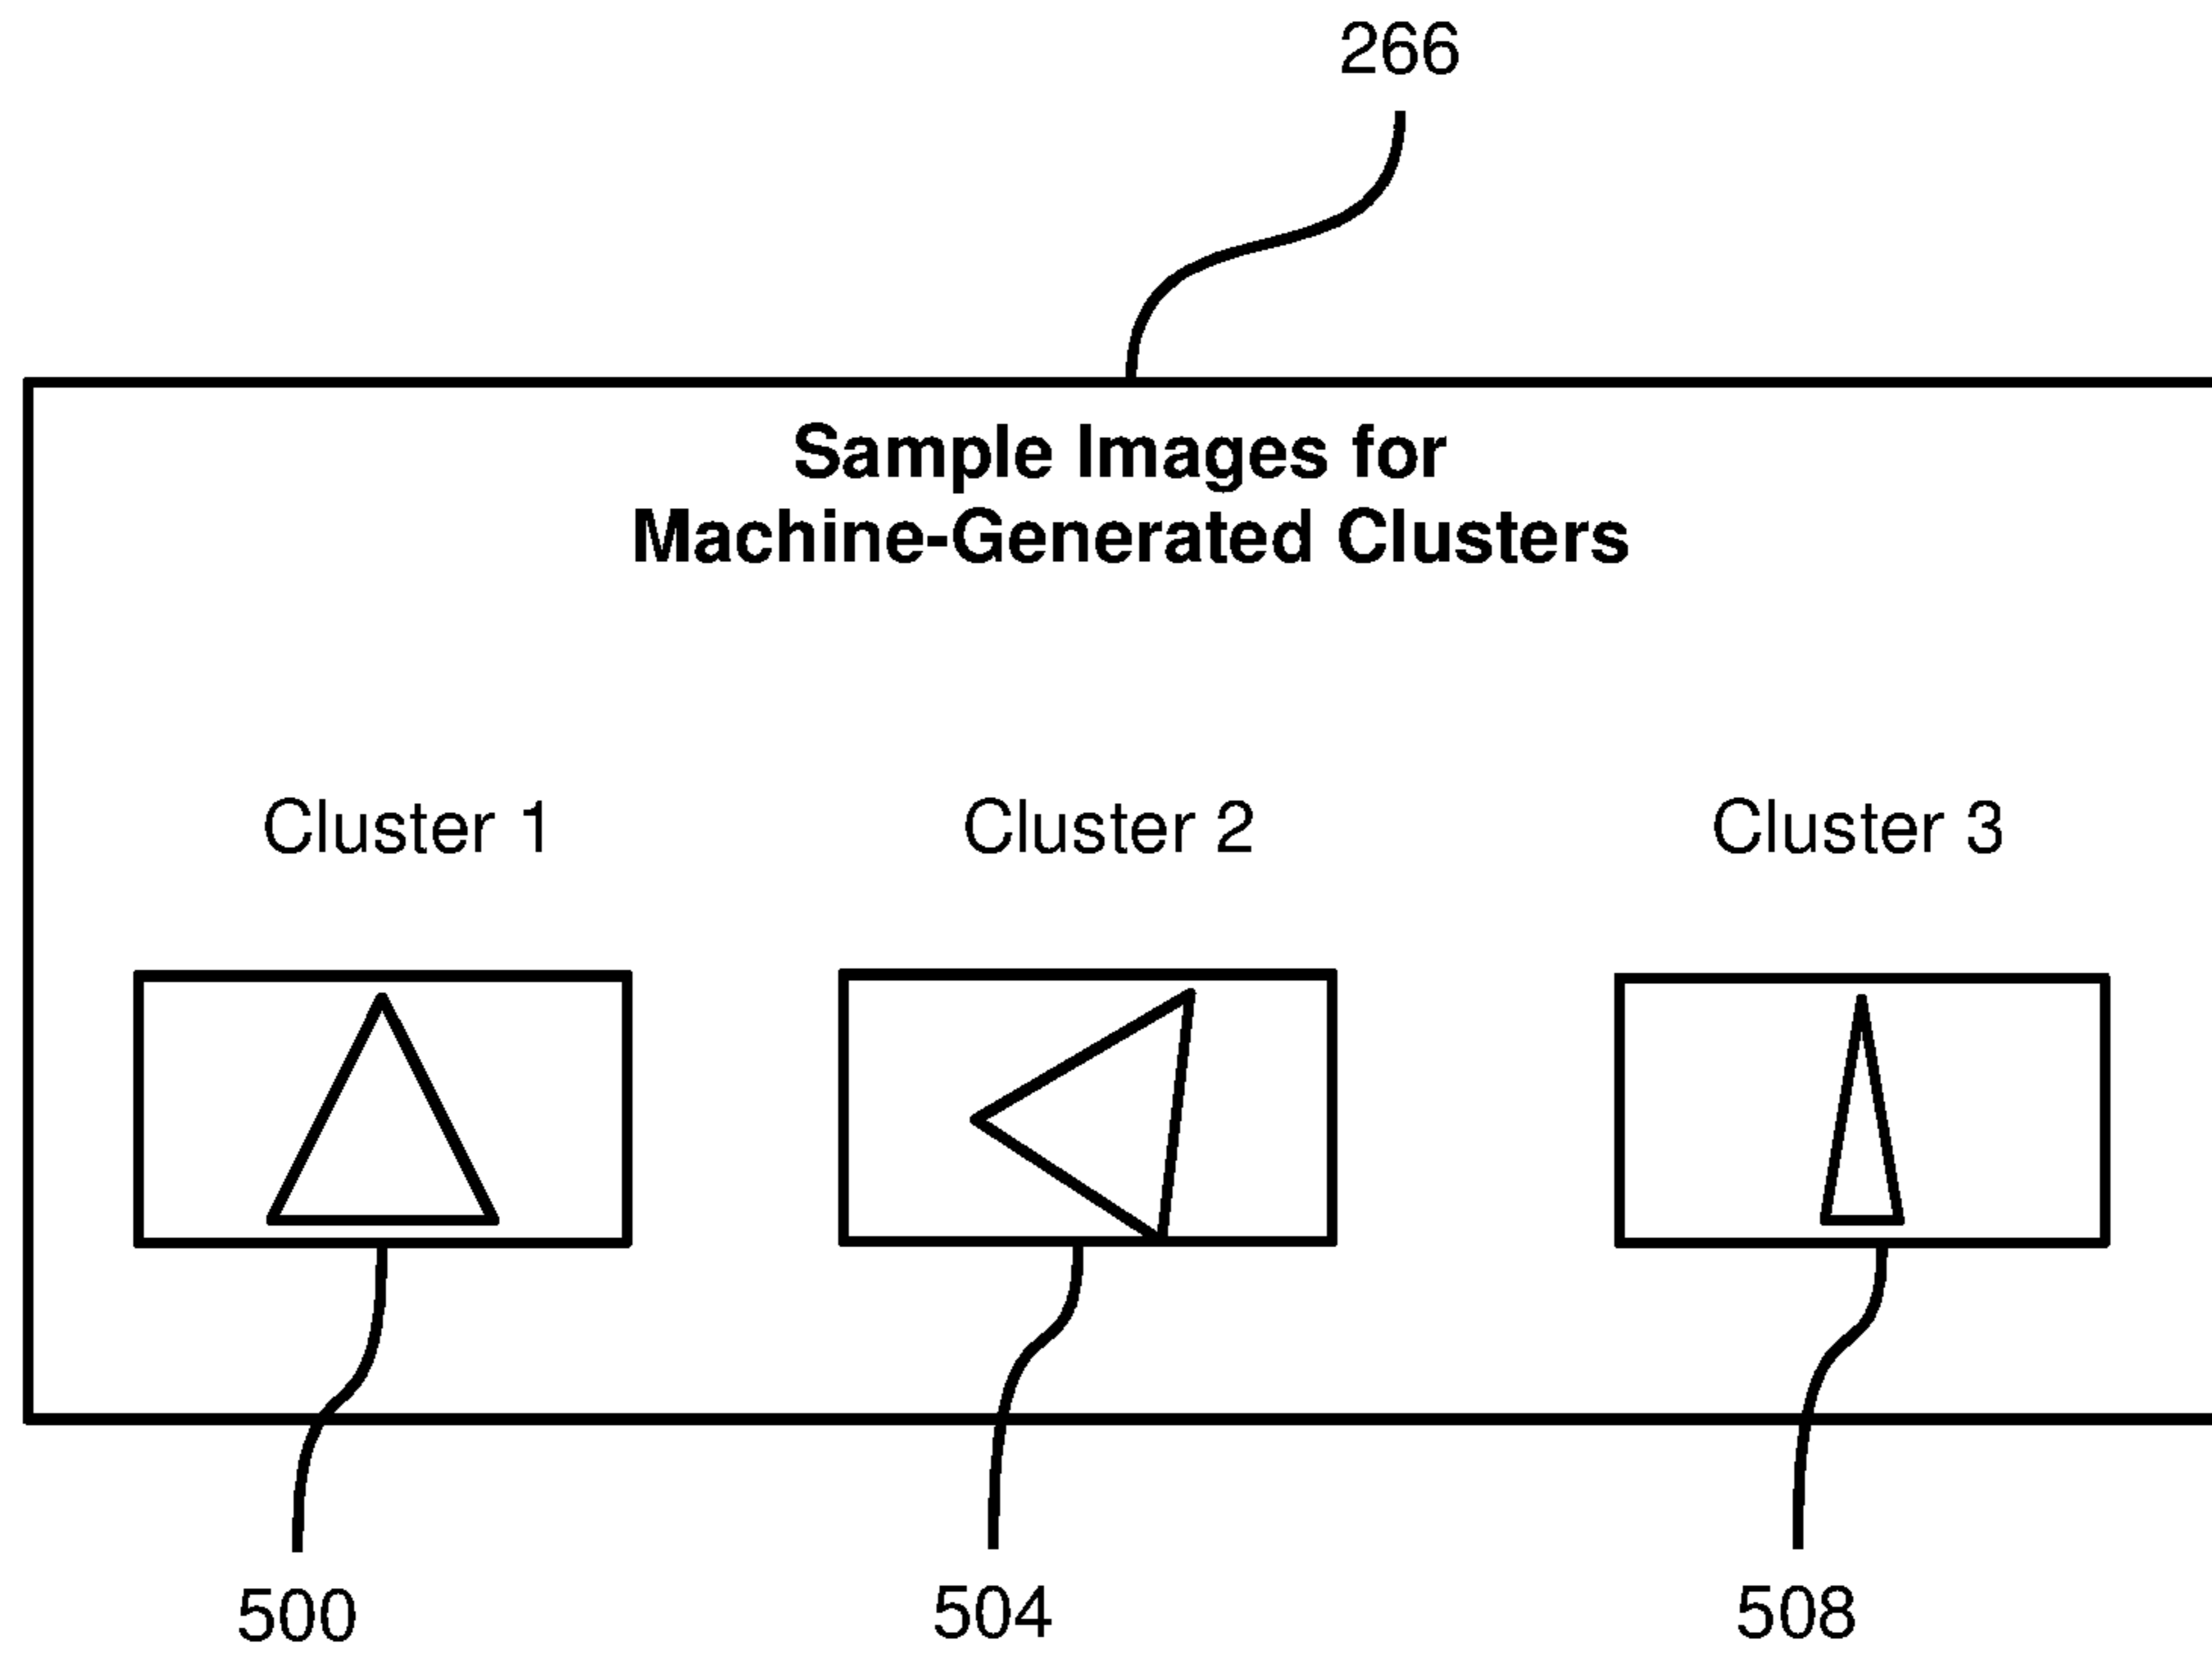 266
Sample Images for
Machine-Generated Clusters
Cluster 1
Cluster 2
Cluster 3
500
504
508